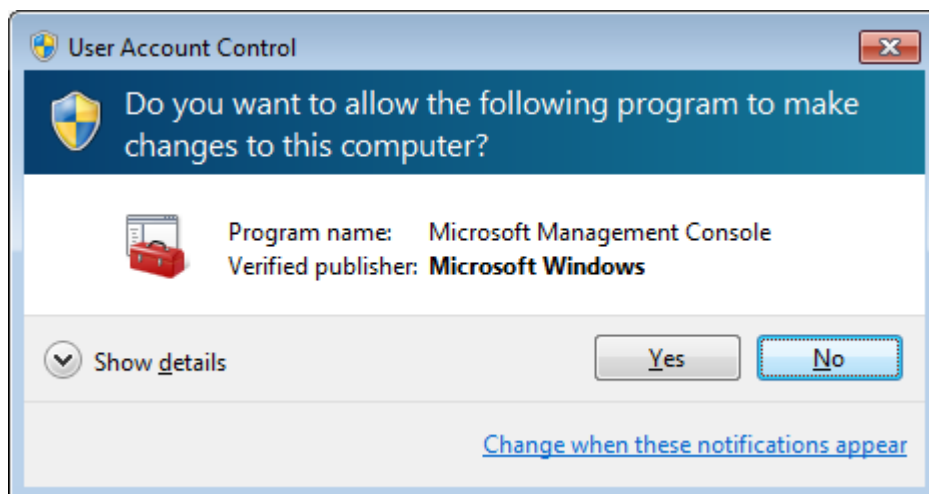 User Account Control
Do you want to allow the following program to make
changes to this computer?
Program name: Microsoft Management Console
Verified publisher: Microsoft Windows
Show details Yes No
Change when these notifications appear